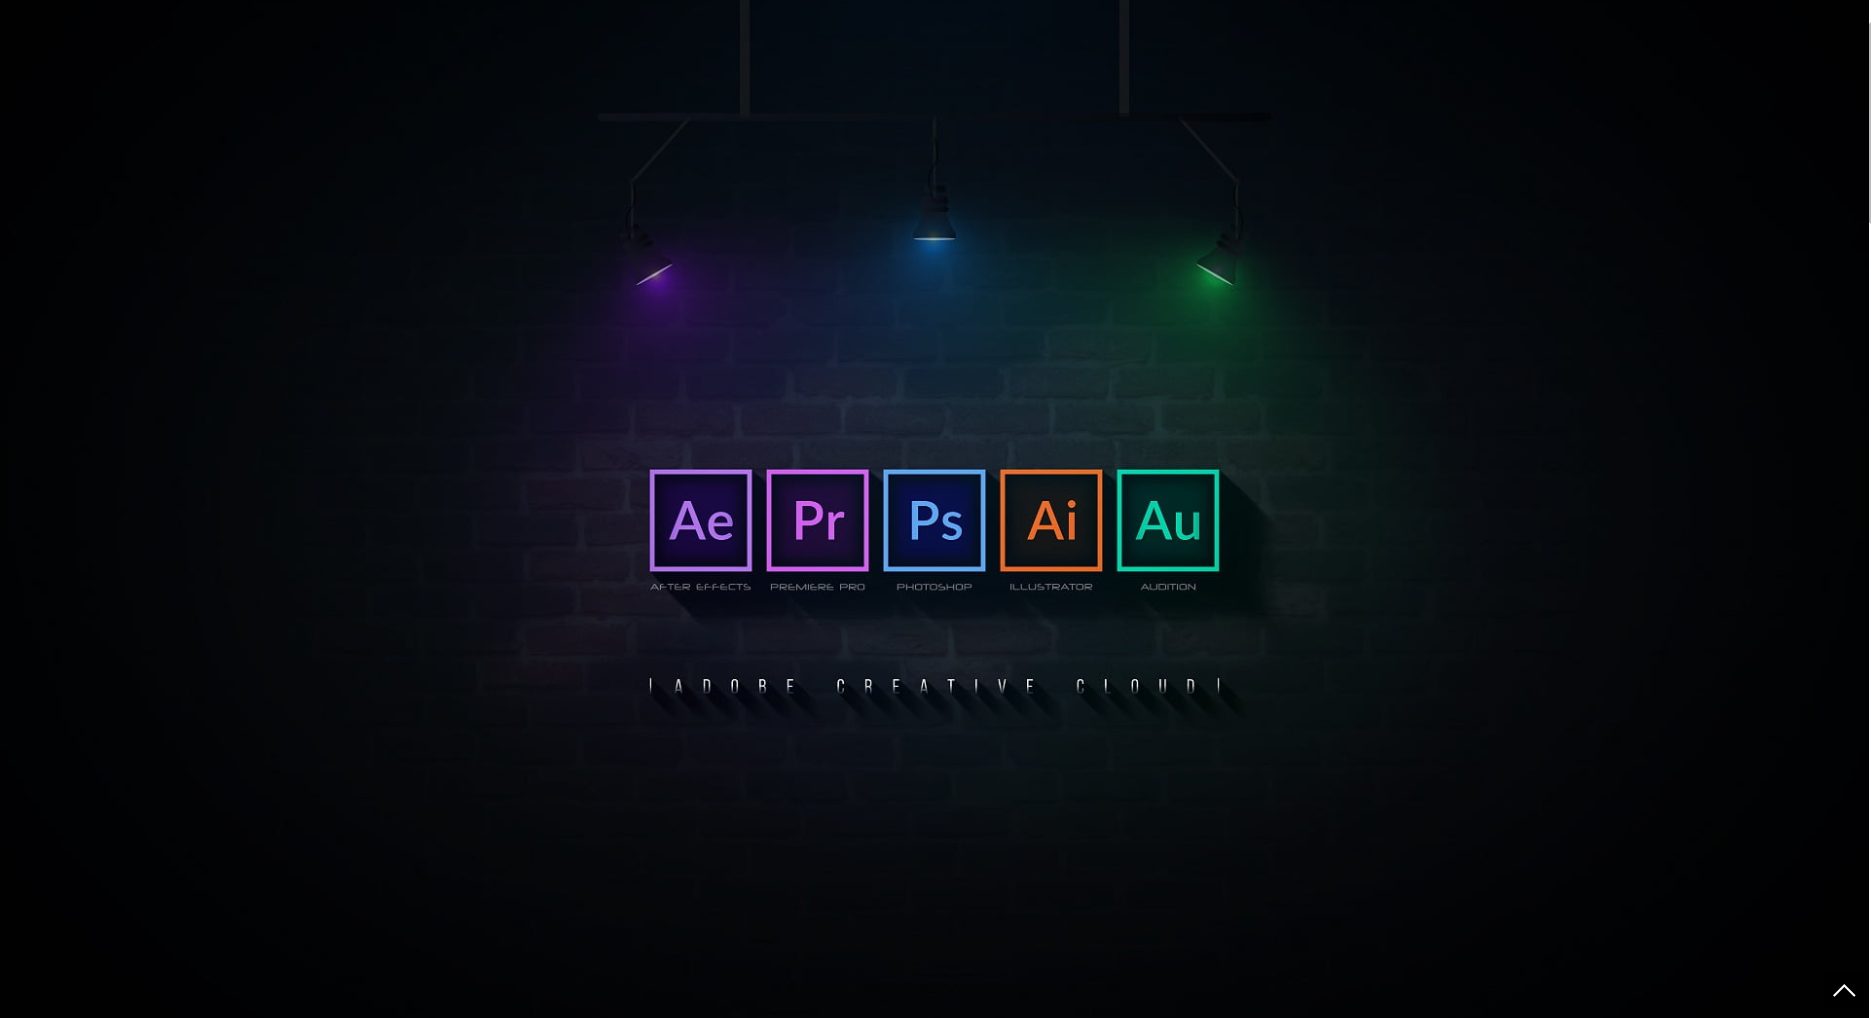 Ae Pr Ps Ai Au
AFTER EFFECTS PREMIERE PRO PHOTOSHOP ILLUSTRATOR AUDITION
| ADOBE CREATIVE CLOUD |